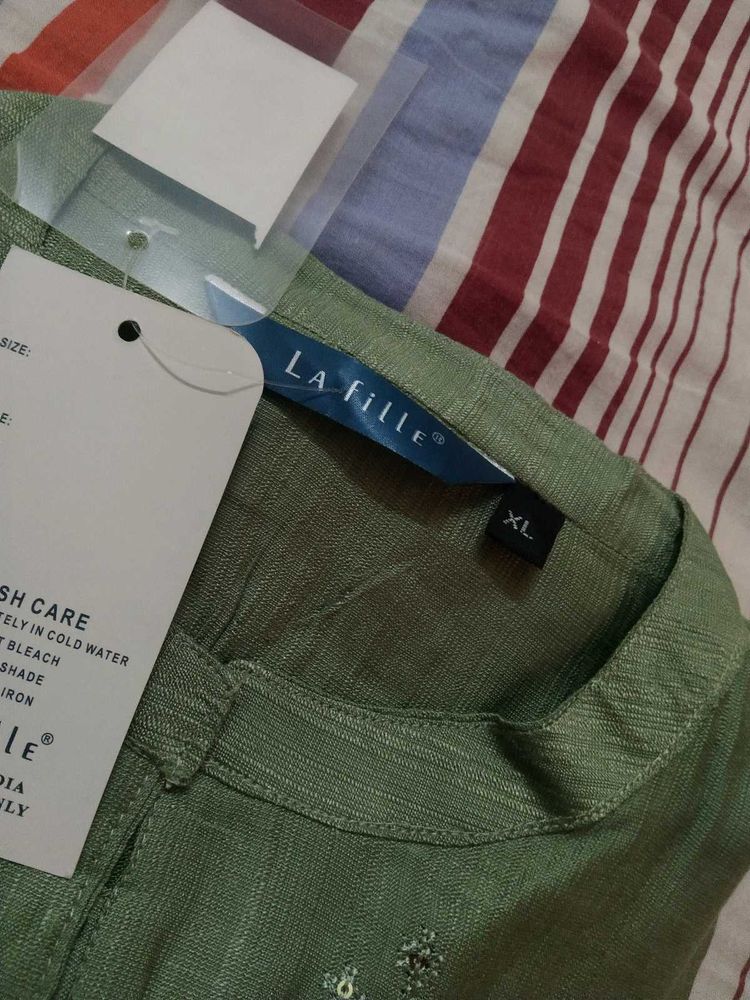 LA fille®
XL
SIZE:
E:
SH CARE
TELY IN COLD WATER
T BLEACH
SHADE
IRON
lle®
DIA
NLY